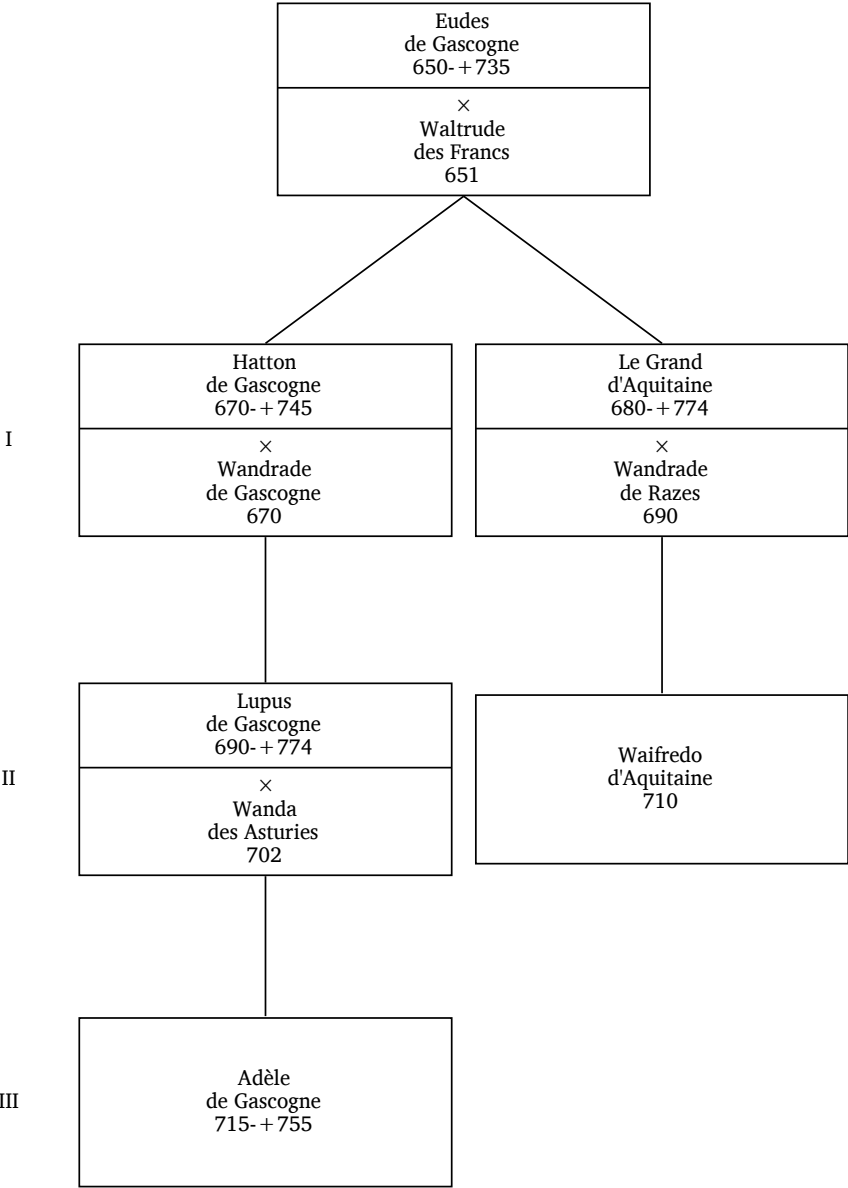 Eudes
de Gascogne
650-+735
×
Waltrude
des Francs
651
I
Hatton
de Gascogne
670-+745
×
Wandrade
de Gascogne
670
Le Grand
d'Aquitaine
680-+774
×
Wandrade
de Razes
690
II
Lupus
de Gascogne
690-+774
×
Wanda
des Asturies
702
Waifredo
d'Aquitaine
710
III
Adèle
de Gascogne
715-+755